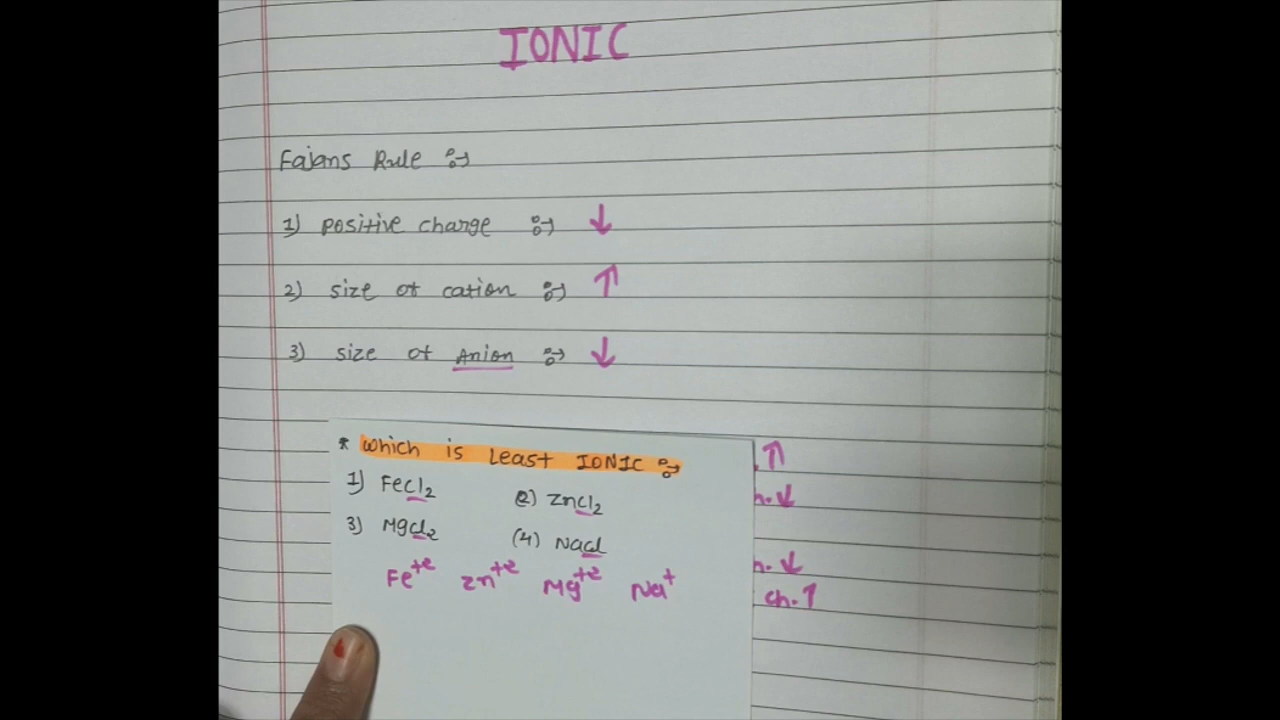 IONIC
Fajans Rule :→
1) positive charge :→ ↓
2) size of cation :→ ↑
3) size of Anion :→ ↓
* which is Least IONIC :→
1) FeCl2 (2) ZnCl2
3) MgCl2 (4) NaCl
Fe+2 Zn+2 Mg+2 Na+
↑
h. ↓
h. ↓
ch. ↑